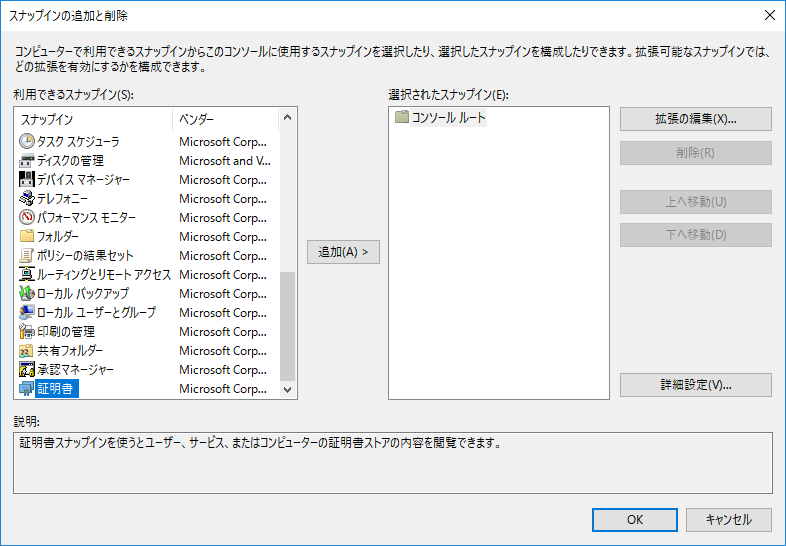 スナップインの追加と削除
コンピューターで利用できるスナップインからこのコンソールに使用するスナップインを選択したり、選択したスナップインを構成したりできます。拡張可能なスナップインでは、
どの拡張を有効にするかを構成できます。
利用できるスナップイン(S):
選択されたスナップイン(E):
スナップイン ベンダー
タスク スケジューラ Microsoft Corp...
ディスクの管理 Microsoft and V...
デバイス マネージャー Microsoft Corp...
テレフォニー Microsoft Corp...
パフォーマンス モニター Microsoft Corp...
フォルダー Microsoft Corp...
ポリシーの結果セット Microsoft Corp...
ルーティングとリモート アクセス Microsoft Corp...
ローカル バックアップ Microsoft Corp...
ローカル ユーザーとグループ Microsoft Corp...
印刷の管理 Microsoft Corp...
共有フォルダー Microsoft Corp...
承認マネージャー Microsoft Corp...
証明書 Microsoft Corp...
追加(A) >
コンソール ルート
拡張の編集(X)...
削除(R)
上へ移動(U)
下へ移動(D)
詳細設定(V)...
説明:
証明書スナップインを使うとユーザー、サービス、またはコンピューターの証明書ストアの内容を閲覧できます。
OK
キャンセル